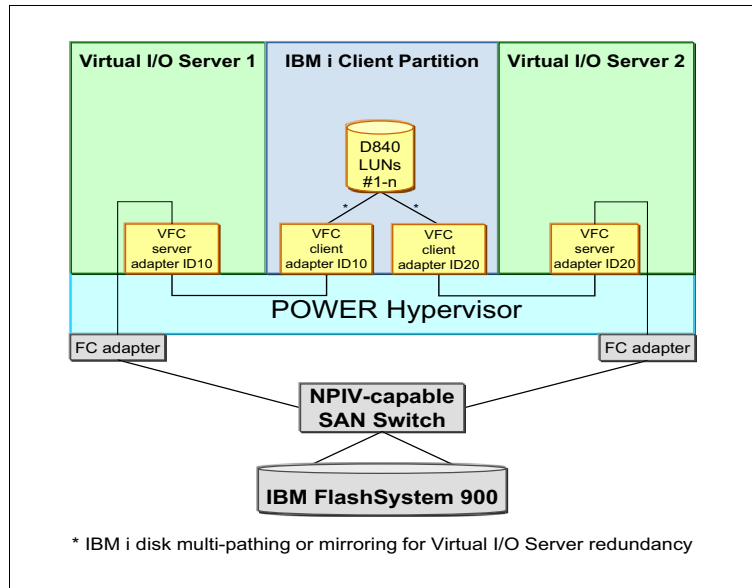 Virtual I/O Server 1
IBM i Client Partition
Virtual I/O Server 2
D840
LUNs
#1-n
*
*
VFC
server
adapter ID10
VFC
client
adapter ID10
VFC
client
adapter ID20
VFC
server
adapter ID20
POWER Hypervisor
FC adapter
FC adapter
NPIV-capable
SAN Switch
IBM FlashSystem 900
* IBM i disk multi-pathing or mirroring for Virtual I/O Server redundancy